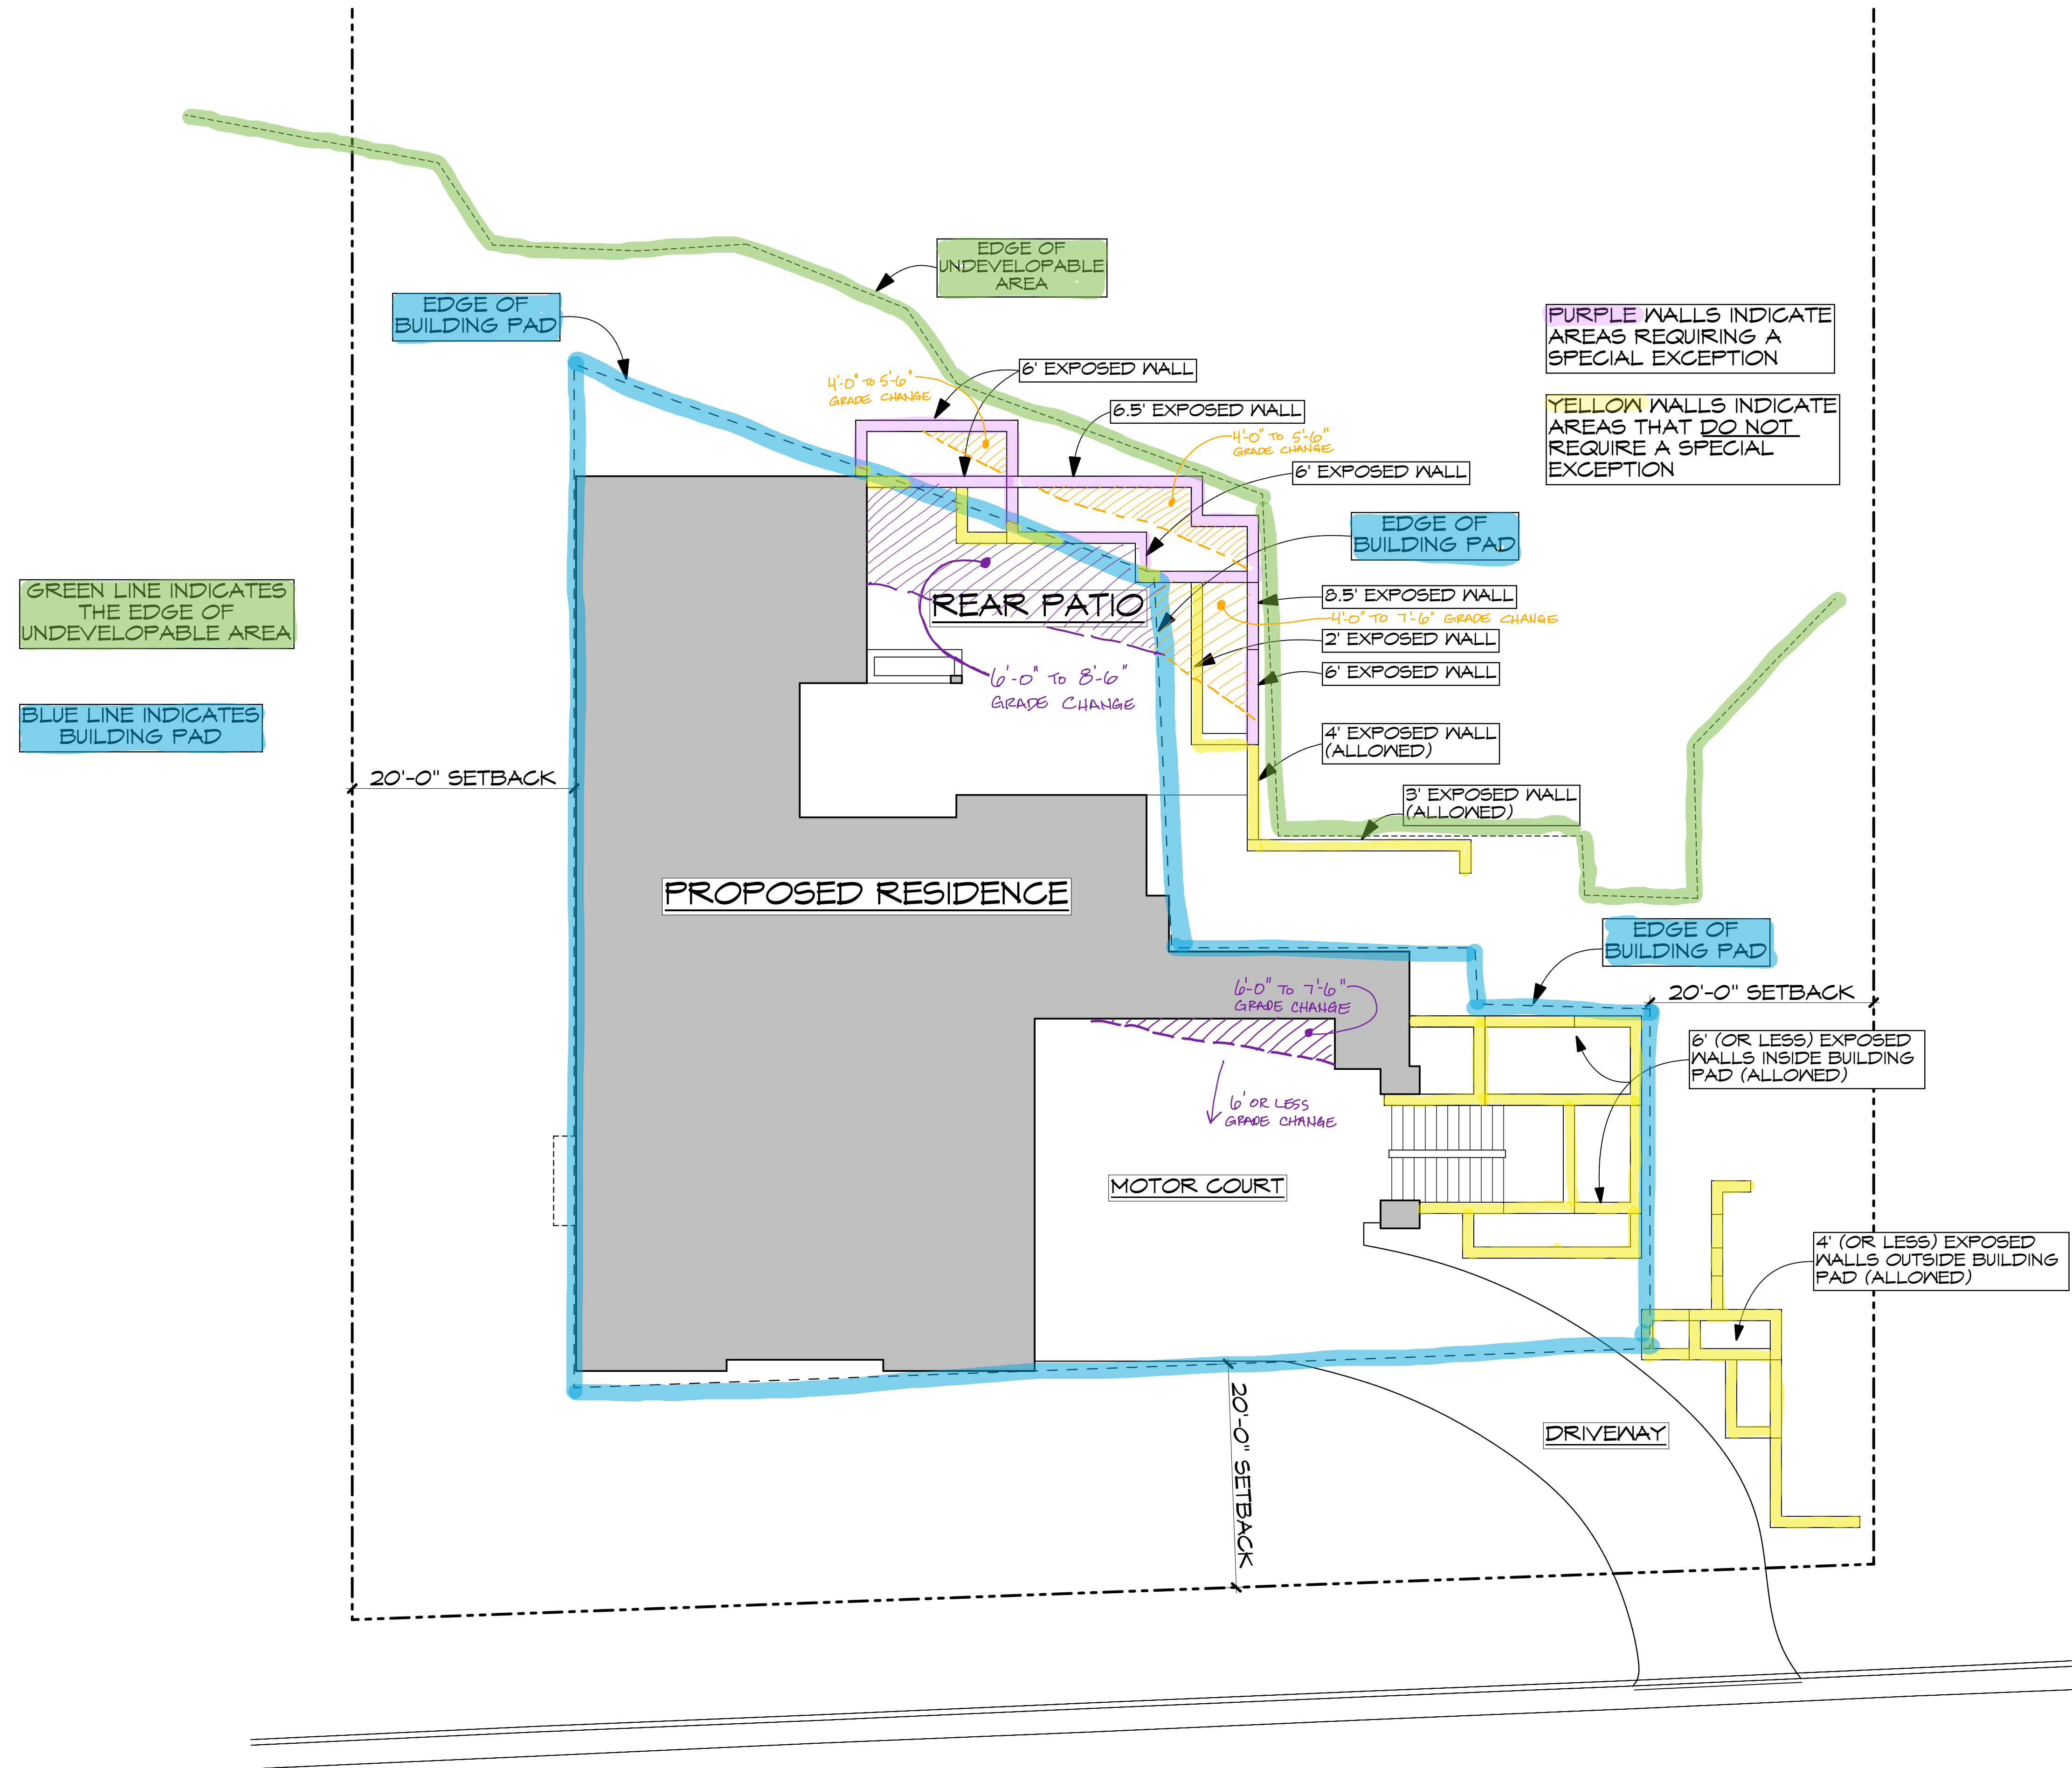 EDGE OF
UNDEVELOPABLE
AREA
EDGE OF
BUILDING PAD
PURPLE WALLS INDICATE
AREAS REQUIRING A
SPECIAL EXCEPTION
6' EXPOSED WALL
4'-0" TO 5'-6"
GRADE CHANGE
YELLOW WALLS INDICATE
AREAS THAT DO NOT
REQUIRE A SPECIAL
EXCEPTION
6.5' EXPOSED WALL
4'-0" TO 5'-6"
GRADE CHANGE
6' EXPOSED WALL
EDGE OF
BUILDING PAD
GREEN LINE INDICATES
THE EDGE OF
UNDEVELOPABLE AREA
REAR PATIO
8.5' EXPOSED WALL
4'-0" TO 7'-6" GRADE CHANGE
2' EXPOSED WALL
6' EXPOSED WALL
6'-0" TO 8'-6"
GRADE CHANGE
BLUE LINE INDICATES
BUILDING PAD
4' EXPOSED WALL
(ALLOWED)
20'-0" SETBACK
3' EXPOSED WALL
(ALLOWED)
PROPOSED RESIDENCE
EDGE OF
BUILDING PAD
6'-0" TO 7'-6"
GRADE CHANGE
20'-0" SETBACK
6' (OR LESS) EXPOSED
WALLS INSIDE BUILDING
PAD (ALLOWED)
6' OR LESS
GRADE CHANGE
MOTOR COURT
4' (OR LESS) EXPOSED
WALLS OUTSIDE BUILDING
PAD (ALLOWED)
20'-0" SETBACK
DRIVEWAY